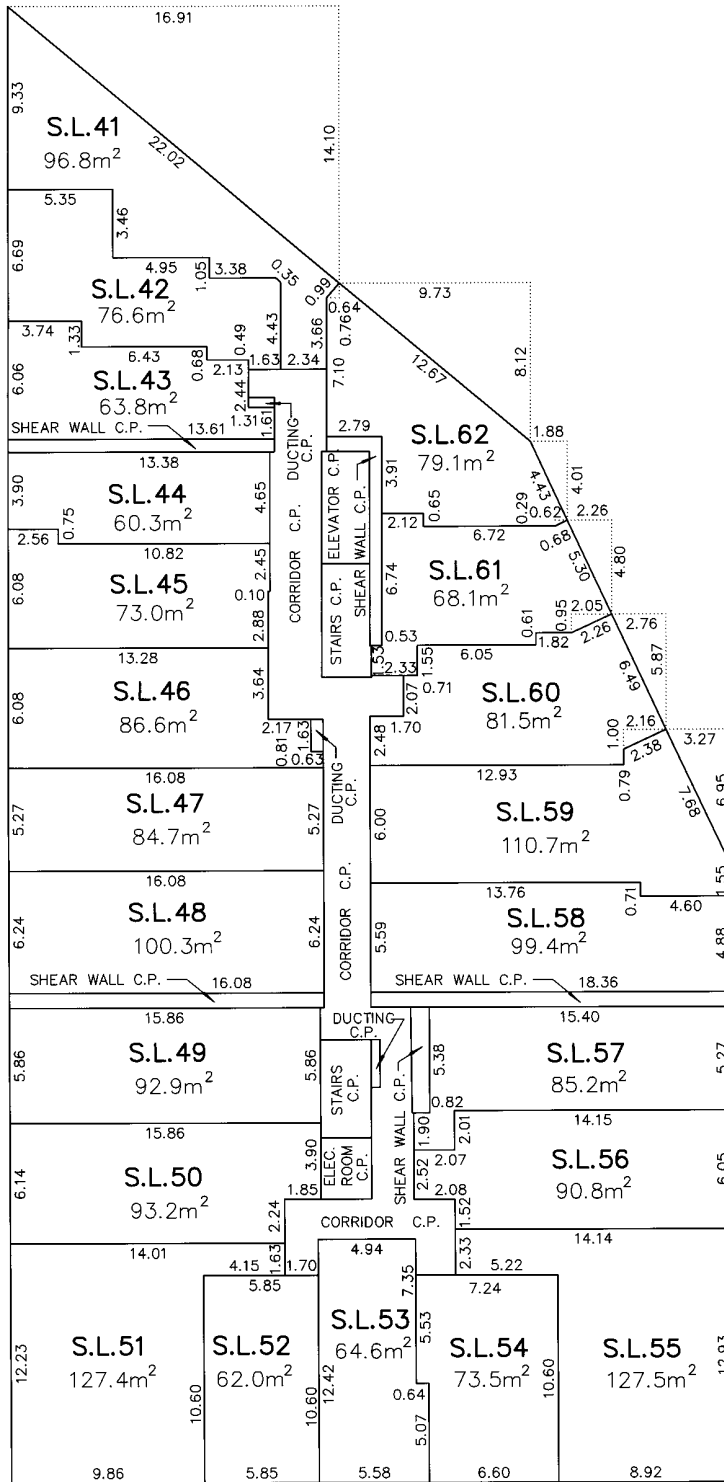 16.91
9.33
S.L.41
96.8m²
22.02
14.10
5.35
3.46
4.95
1.05
3.38
0.35
0.99
6.69
S.L.42
76.6m²
4.43
3.66
0.64
0.76
9.73
8.12
12.67
3.74
1.33
6.43
0.68
0.49
2.13
1.63
2.34
7.10
6.06
S.L.43
63.8m²
2.44
1.31
1.61
13.61
SHEAR WALL C.P.
DUCTING
C.P.
2.79
S.L.62
79.1m²
1.88
4.43
4.01
3.91
13.38
3.90
S.L.44
60.3m²
4.65
0.75
2.56
10.82
ELEVATOR C.P.
SHEAR
WALL C.P.
CORRIDOR C.P.
STAIRS C.P.
2.12
0.65
6.72
0.29
0.62
2.26
0.68
5.30
4.80
6.08
S.L.45
73.0m²
2.45
0.10
2.88
6.74
S.L.61
68.1m²
0.61
0.95
2.05
1.82
2.26
2.76
13.28
0.53
1.53
2.33
1.55
6.05
0.71
6.08
S.L.46
86.6m²
3.64
2.17
0.81
1.63
0.63
2.07
1.70
2.48
S.L.60
81.5m²
6.49
5.87
1.00
2.16
2.38
3.27
16.08
12.93
0.79
DUCTING
C.P.
5.27
S.L.47
84.7m²
5.27
6.00
S.L.59
110.7m²
7.68
6.95
16.08
13.76
0.71
4.60
1.55
6.24
S.L.48
100.3m²
6.24
CORRIDOR C.P.
5.59
S.L.58
99.4m²
4.88
SHEAR WALL C.P.
16.08
18.36
SHEAR WALL C.P.
15.86
15.40
5.86
S.L.49
92.9m²
5.86
DUCTING
C.P.
STAIRS
C.P.
SHEAR WALL C.P.
5.38
S.L.57
85.2m²
5.27
0.82
15.86
14.15
6.14
S.L.50
93.2m²
3.90
ELEC.
ROOM
C.P.
1.90
2.01
2.07
2.52
S.L.56
90.8m²
6.05
1.85
2.24
2.08
1.52
CORRIDOR C.P.
14.01
1.63
4.94
2.33
14.14
4.15
1.70
5.85
7.35
5.22
7.24
12.23
S.L.51
127.4m²
S.L.52
62.0m²
S.L.53
64.6m²
5.53
S.L.54
73.5m²
S.L.55
127.5m²
12.93
10.60
10.60
12.42
0.64
5.07
10.60
9.86
5.85
5.58
6.60
8.92